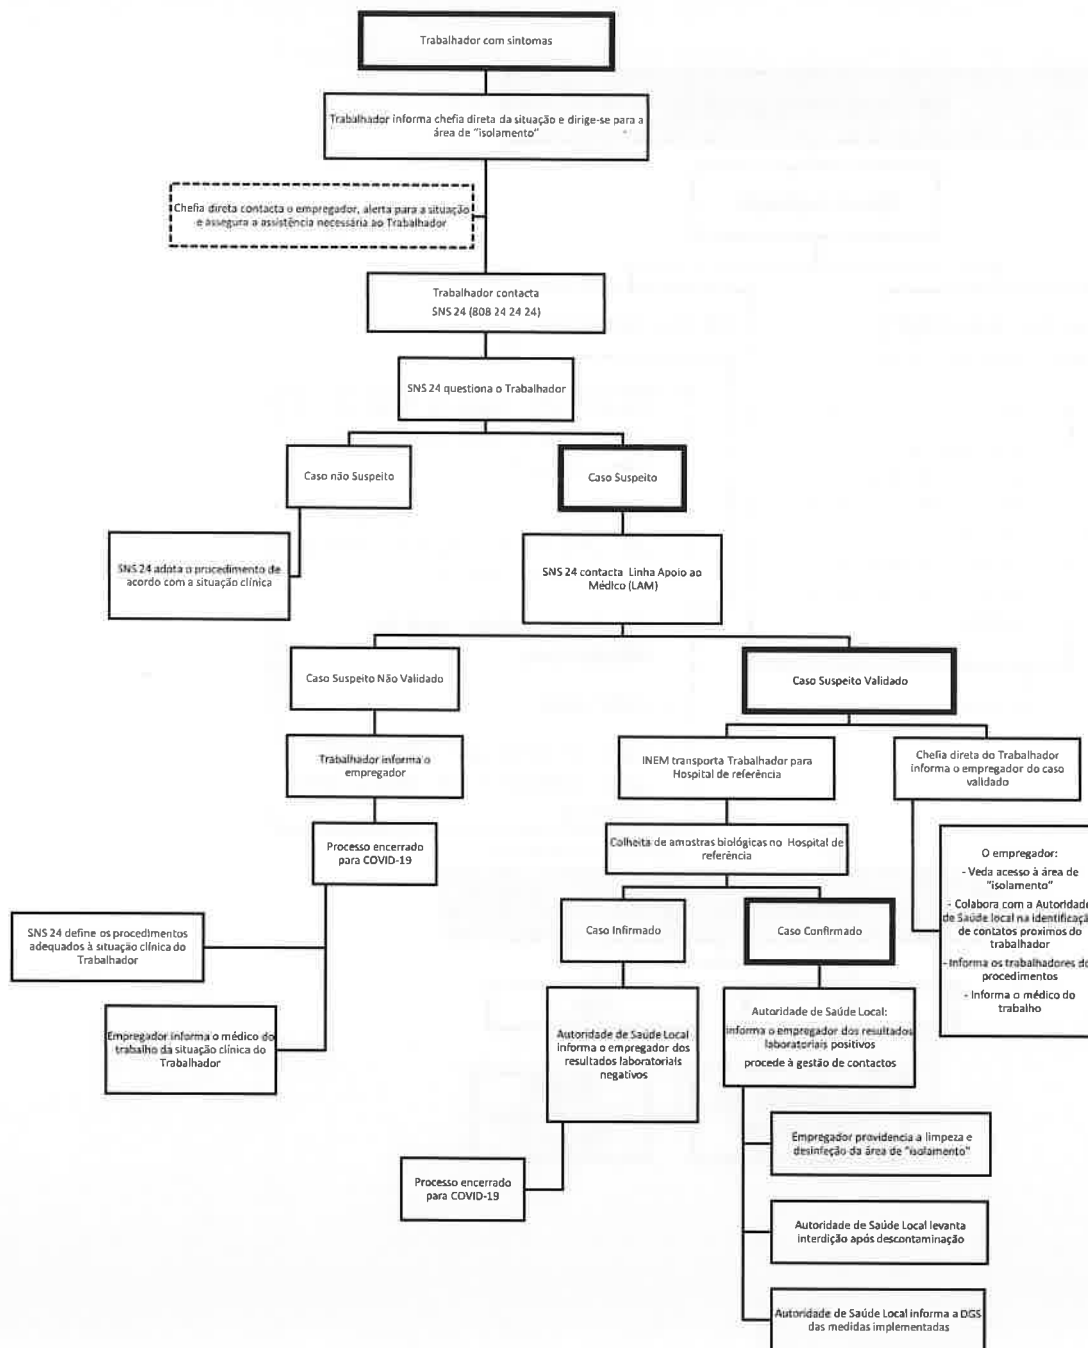 Trabalhador com sintomas
Trabalhador informa chefia direta da situação e dirige-se para a
área de “isolamento”
Chefia direta contacta o empregador, alerta para a situação
e assegura a assistência necessária ao Trabalhador
Trabalhador contacta
SNS 24 (808 24 24 24)
SNS 24 questiona o Trabalhador
Caso não Suspeito
Caso Suspeito
SNS 24 adota o procedimento de
acordo com a situação clínica
SNS 24 contacta Linha Apoio ao
Médico (LAM)
Caso Suspeito Não Validado
Caso Suspeito Validado
Trabalhador informa o
empregador
INEM transporta Trabalhador para
Hospital de referência
Chefia direta do Trabalhador
informa o empregador do caso
validado
Processo encerrado
para COVID-19
Colheita de amostras biológicas no Hospital de
referência
O empregador:
- Veda acesso à área de
“isolamento”
- Colabora com a Autoridade
de Saúde local na identificaçã
de contatos proximos do
trabalhador
- Informa os trabalhadores do
procedimentos
- Informa o médico do
trabalho
SNS 24 define os procedimentos
adequados à situação clínica do
Trabalhador
Caso Infirmado
Caso Confirmado
Empregador informa o médico do
trabalho da situação clínica do
Trabalhador
Autoridade de Saúde Local
informa o empregador dos
resultados laboratoriais
negativos
Autoridade de Saúde Local:
informa o empregador dos resultados
laboratoriais positivos
procede à gestão de contactos
Processo encerrado
para COVID-19
Empregador providencia a limpeza e
desinfeção da área de “isolamento”
Autoridade de Saúde Local levanta
interdição após descontaminação
Autoridade de Saúde Local informa a DGS
das medidas implementadas